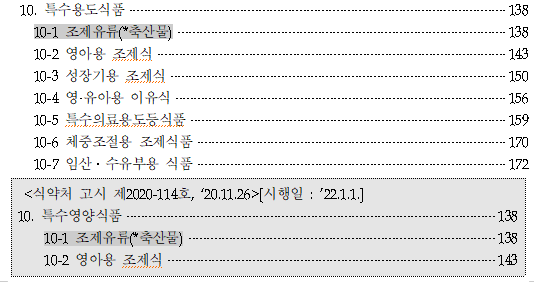 10. 특수용도식품 138
10-1 조제유류(*축산물) 138
10-2 영아용 조제식 143
10-3 성장기용 조제식 150
10-4 영·유아용 이유식 156
10-5 특수의료용도등식품 159
10-6 체중조절용 조제식품 170
10-7 임산·수유부용 식품 172
<식약처 고시 제2020-114호, ‘20.11.26>[시행일 : ’22.1.1.]
10. 특수영양식품 138
10-1 조제유류(*축산물) 138
10-2 영아용 조제식 143